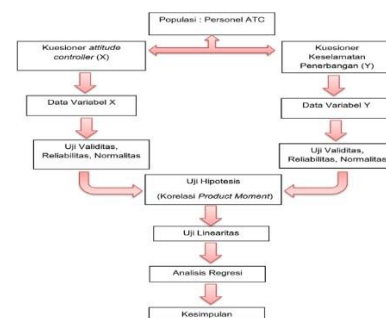 Populasi : Personel ATC
Kuesioner attitude
controller (X)
Kuesioner
Keselamatan
Penerbangan (Y)
Data Variabel X
Data Variabel Y
Uji Validitas,
Reliabilitas, Normalitas
Uji Validitas,
Reliabilitas, Normalitas
Uji Hipotesis
(Korelasi Product Moment)
Uji Linearitas
Analisis Regresi
Kesimpulan